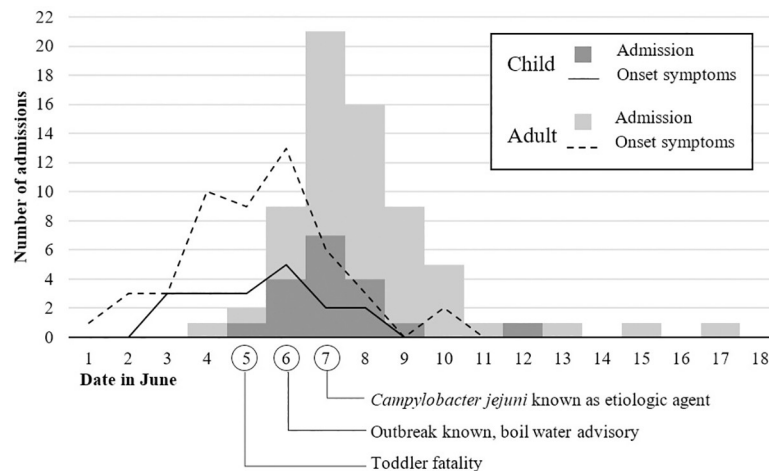 22
20
18
16
14
12
10
8
6
4
2
0
Number of admissions
Child
Admission
Onset symptoms
Adult
Admission
Onset symptoms
1 2 3 4 5 6 7 8 9 10 11 12 13 14 15 16 17 18
Date in June
Campylobacter jejuni known as etiologic agent
Outbreak known, boil water advisory
Toddler fatality